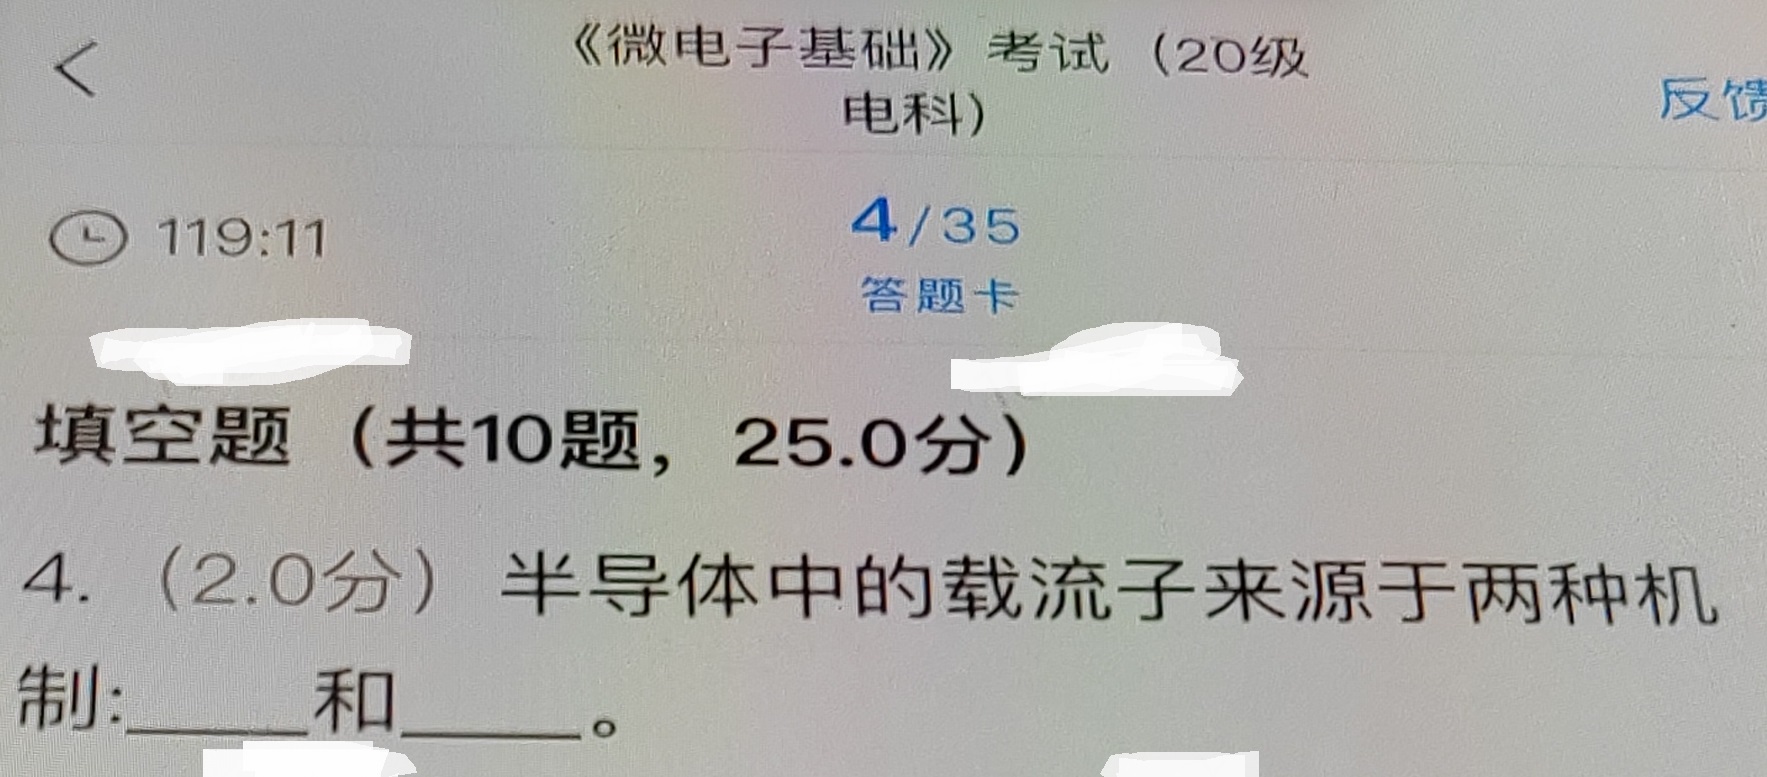 《微电子基础》考试（20级
电科）
反馈
119:11
4/35
答题卡
填空题（共10题，25.0分）
4.（2.0分）半导体中的载流子来源于两种机
制:_____和_____。